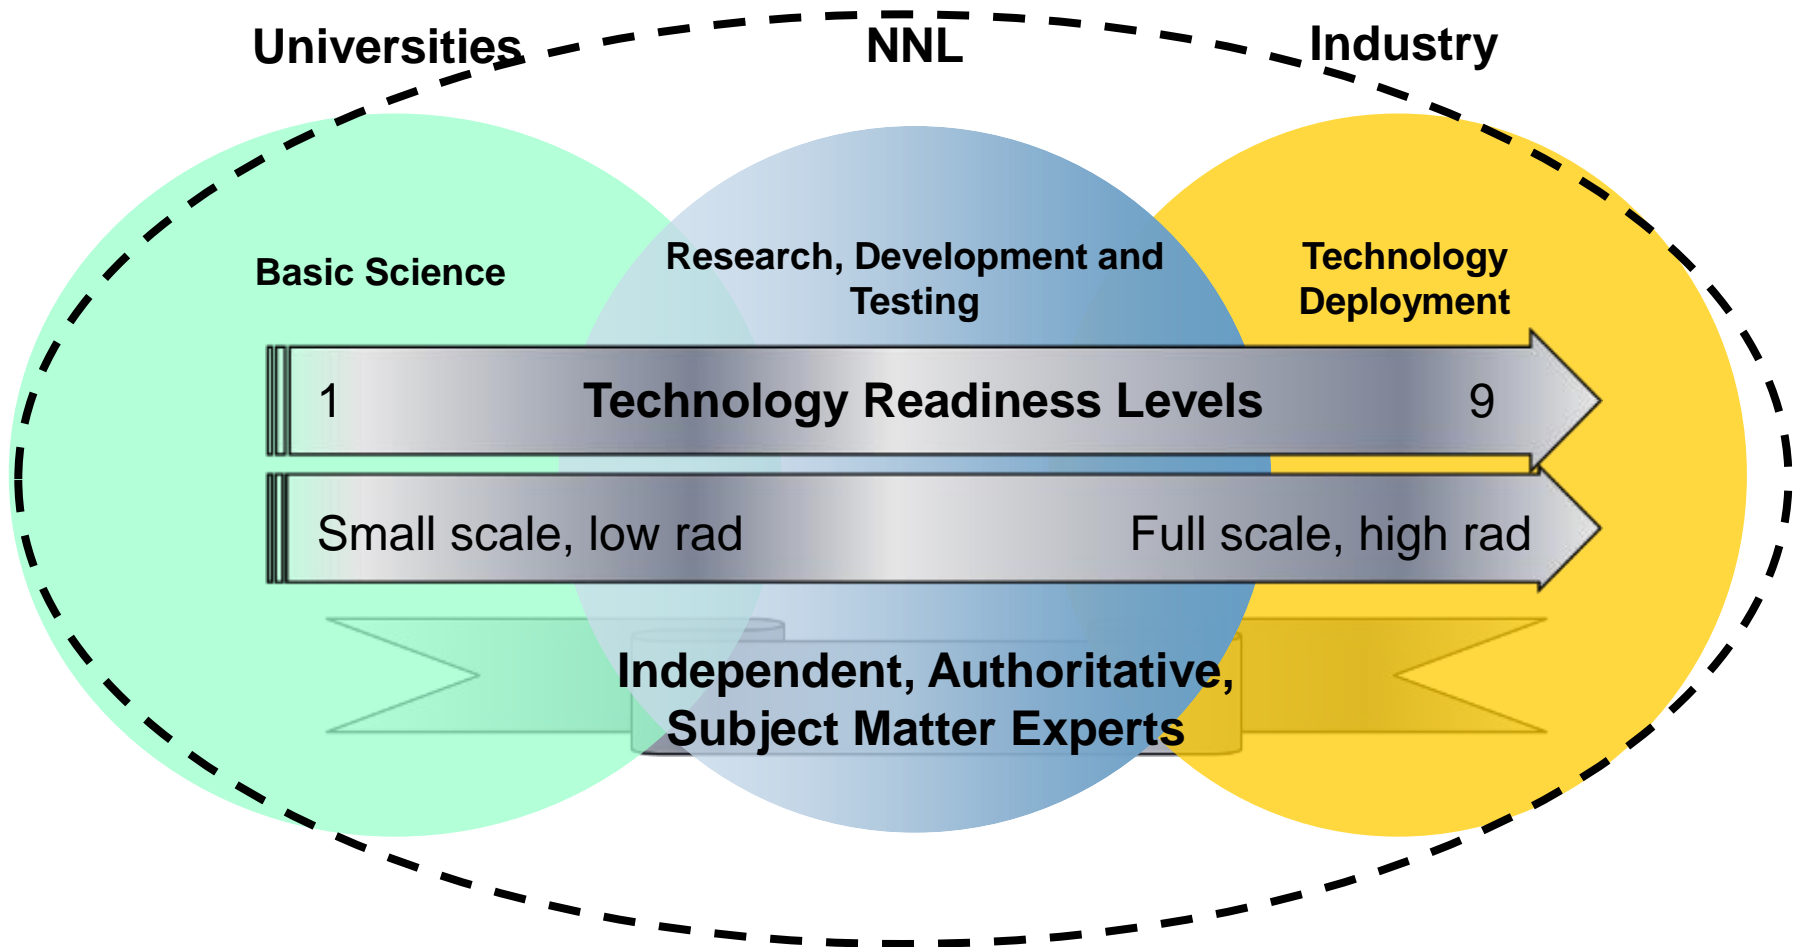 Universities
NNL
Industry
Basic Science
Research, Development and
Testing
Technology
Deployment
1
Technology Readiness Levels
9
Small scale, low rad
Full scale, high rad
Independent, Authoritative,
Subject Matter Experts